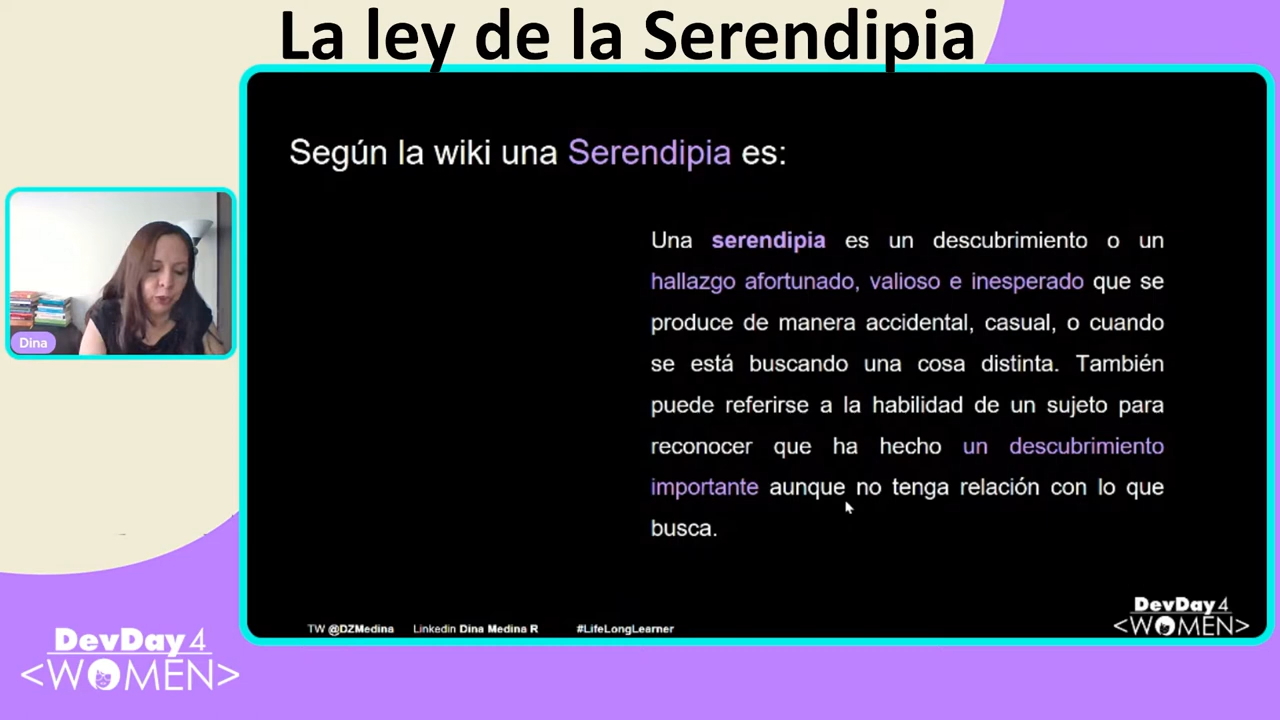 La ley de la Serendipia
Según la wiki una Serendipia es:
Una serendipia es un descubrimiento o un
hallazgo afortunado, valioso e inesperado que se
produce de manera accidental, casual, o cuando
se está buscando una cosa distinta. También
puede referirse a la habilidad de un sujeto para
reconocer que ha hecho un descubrimiento
importante aunque no tenga relación con lo que
busca.
Dina
TW @DZMedina Linkedin Dina Medina R #LifeLongLearner
DevDay4
<WOMEN>
DevDay4
<WOMEN>